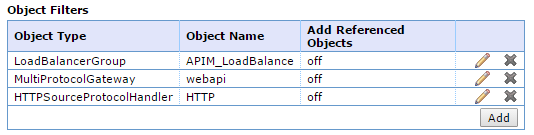 Object Filters
Object Type Object Name Add Referenced Objects
LoadBalancerGroup APIM_LoadBalance off
MultiProtocolGateway webapi off
HTTPSourceProtocolHandler HTTP off
Add